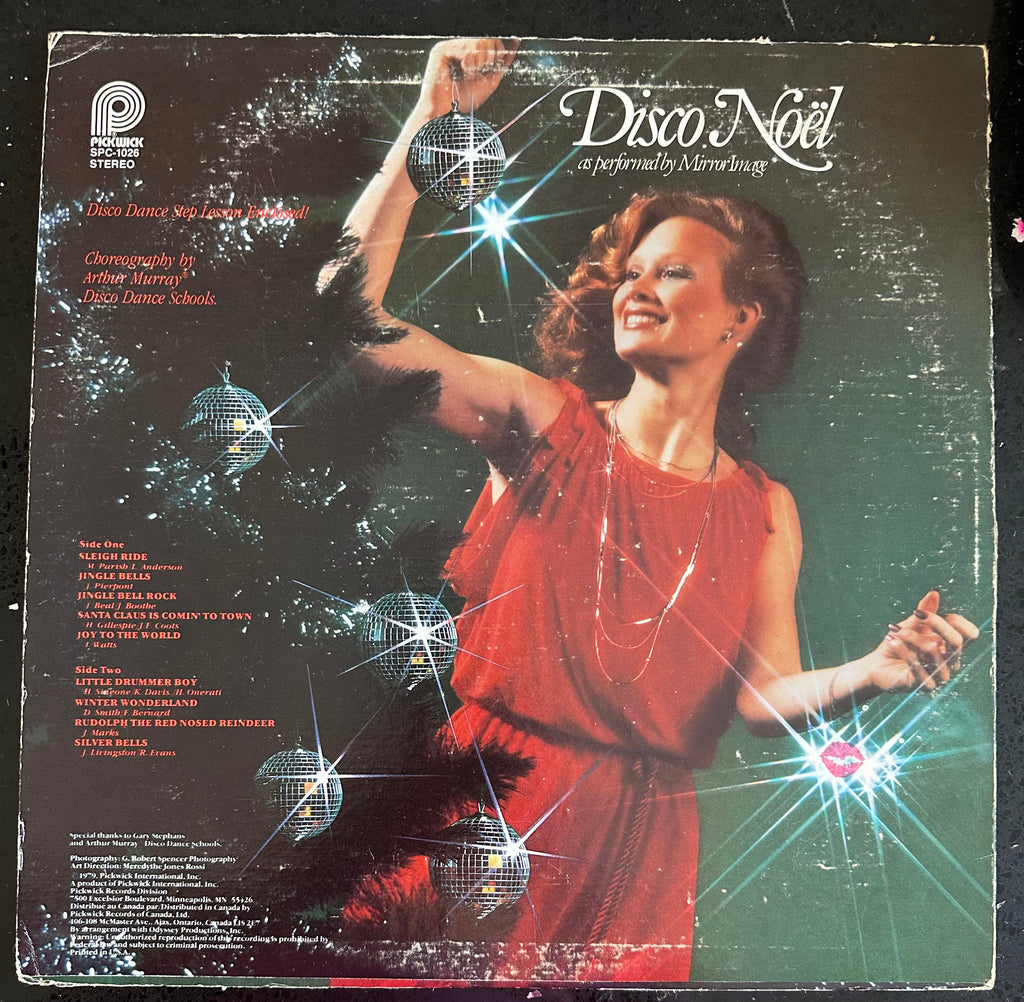 PICKWICK®
SPC-1026
STEREO
Disco Noël
as performed by Mirror Image
Disco Dance Step Lesson Enclosed!
Choreography by
Arthur Murray®
Disco Dance Schools.
Side One
SLEIGH RIDE
M. Parish/L. Anderson
JINGLE BELLS
J. Pierpont
JINGLE BELL ROCK
J. Beal/J. Boothe
SANTA CLAUS IS COMIN' TO TOWN
H. Gillespie/J.F. Coots
JOY TO THE WORLD
I. Watts
Side Two
LITTLE DRUMMER BOY
H. Simeone/K. Davis/H. Onerati
WINTER WONDERLAND
D. Smith/F. Bernard
RUDOLPH THE RED NOSED REINDEER
J. Marks
SILVER BELLS
J. Livingston/R. Evans
Special thanks to Gary Stephans
and Arthur Murray Disco Dance Schools.
Photography: G. Robert Spencer Photography
Art Direction: Meredythe Jones Rossi
1979, Pickwick International, Inc.
A product of Pickwick International, Inc.
Pickwick Records Division
7500 Excelsior Boulevard, Minneapolis, MN 55426
Distribue au Canada par/Distributed in Canada by
Pickwick Records of Canada, Ltd.
106-108 McMaster Ave., Ajax, Ontario, Canada L1S 2E7
By arrangement with Odyssey Productions, Inc.
Warning: Unauthorized reproduction of this recording is prohibited by
Federal law and subject to criminal prosecution.
Printed in U.S.A.